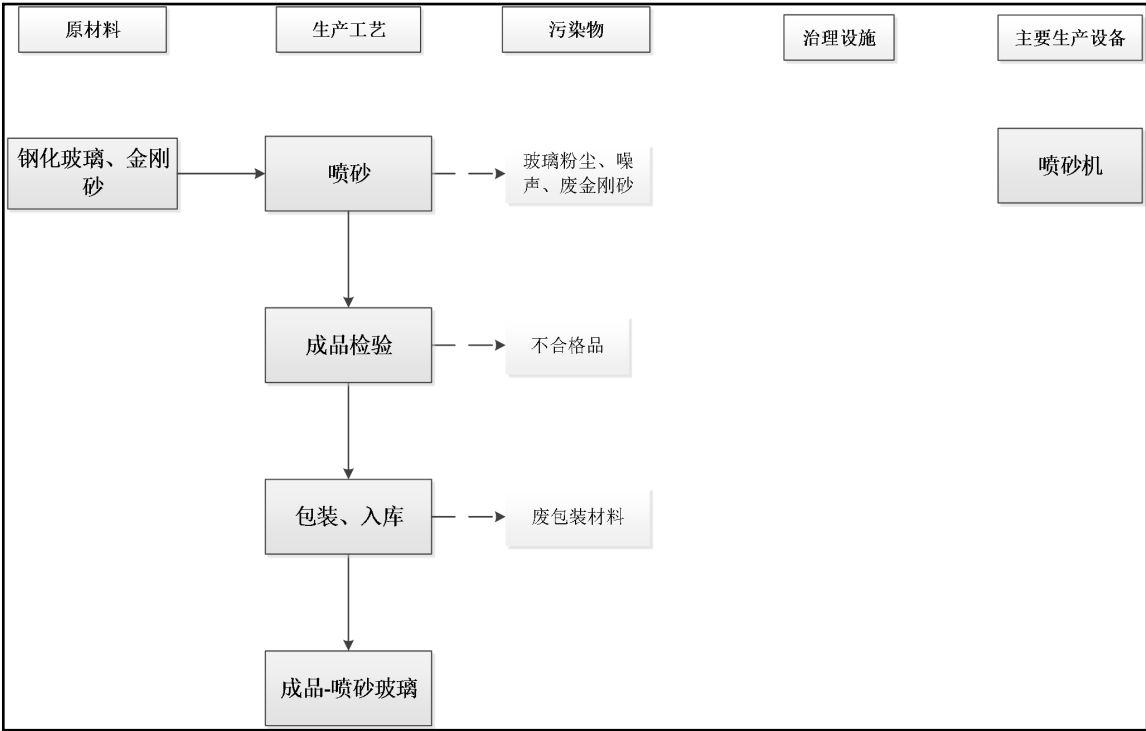 原材料
生产工艺
污染物
治理设施
主要生产设备
钢化玻璃、金刚
砂
喷砂
玻璃粉尘、噪
声、废金刚砂
喷砂机
成品检验
不合格品
包装、入库
废包装材料
成品-喷砂玻璃